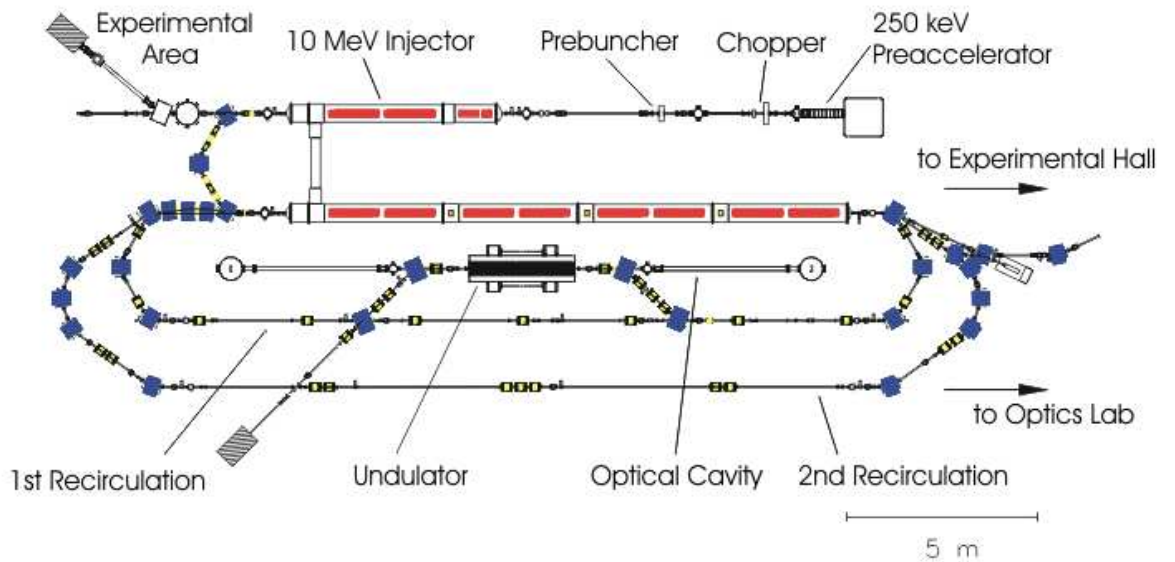 Experimental
Area
10 MeV Injector
Prebuncher
Chopper
250 keV
Preaccelerator
to Experimental Hall
to Optics Lab
1st Recirculation
Undulator
Optical Cavity
2nd Recirculation
5 m